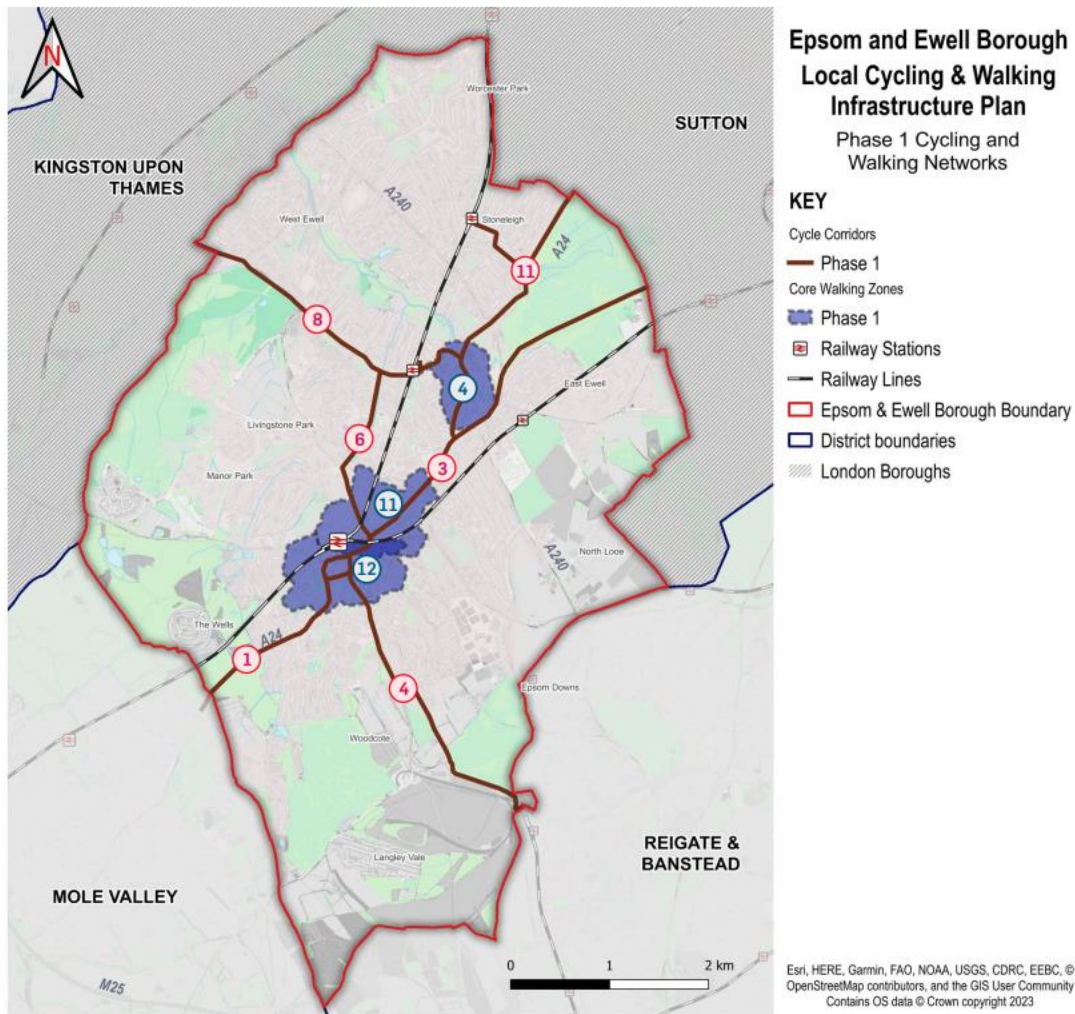 Epsom and Ewell Borough
Local Cycling & Walking
Infrastructure Plan
Phase 1 Cycling and
Walking Networks
KEY
Cycle Corridors
Phase 1
Core Walking Zones
Phase 1
Railway Stations
Railway Lines
Epsom & Ewell Borough Boundary
District boundaries
London Boroughs
N
Worcester Park
SUTTON
KINGSTON UPON
THAMES
A240
West Ewell
Stoneleigh
A24
11
8
4
East Ewell
Livingstone Park
6
3
Manor Park
11
12
A240
North Looe
The Wells
A24
1
4
Epsom Downs
Woodcote
Langley Vale
REIGATE &
BANSTEAD
MOLE VALLEY
M25
0 1 2 km
Esri, HERE, Garmin, FAO, NOAA, USGS, CDRC, EEBC, ©
OpenStreetMap contributors, and the GIS User Community
Contains OS data © Crown copyright 2023